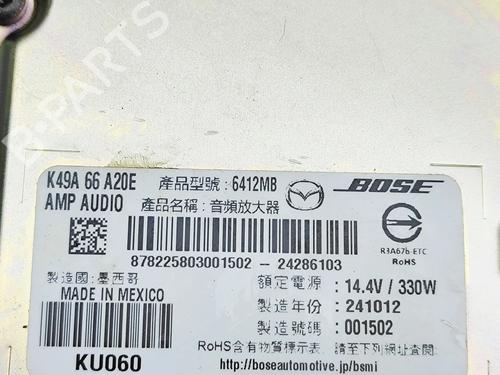 B-PARTS
K49A 66 A20E 產品型號:6412MB BOSE
AMP AUDIO 產品名稱:音頻放大器
878225803001502-24286103
R3A67b-ETC
RoHS
製造國:墨西哥
MADE IN MEXICO
額定電源:14.4V/330W
製造年份:241012
製造號碼:001502
KU060
RoHS含有物質標示表.請至下列網址查閱:
http://boseautomotive.jp/bsmi